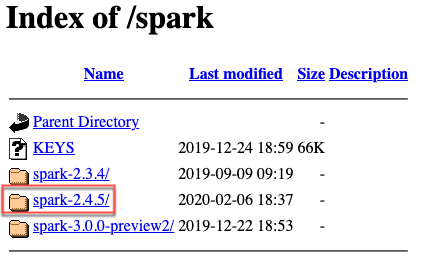 Index of /spark
Name Last modified Size Description
Parent Directory -
KEYS 2019-12-24 18:59 66K
spark-2.3.4/ 2019-09-09 09:19 -
spark-2.4.5/ 2020-02-06 18:37 -
spark-3.0.0-preview2/ 2019-12-22 18:53 -